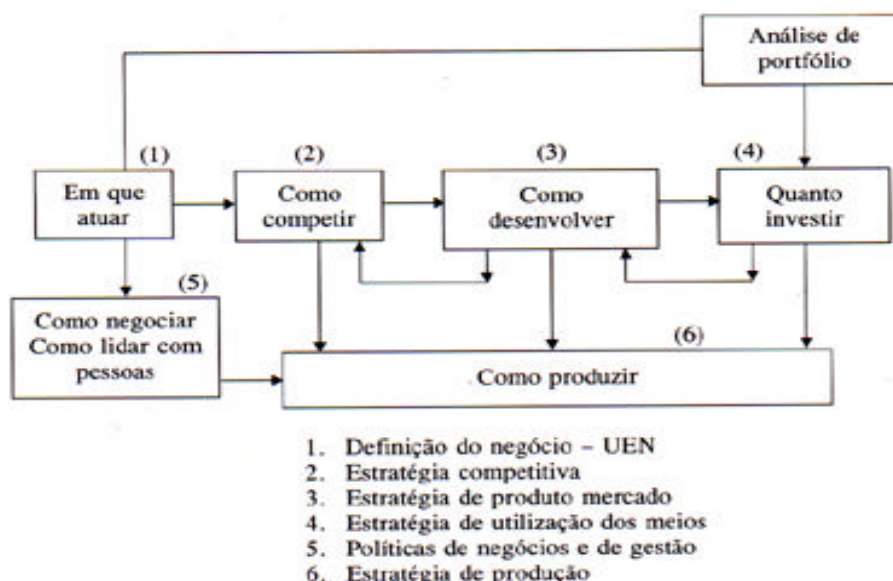 Análise de
portfólio
(1)
(2)
(3)
(4)
Em que
atuar
Como
competir
Como
desenvolver
Quanto
investir
(5)
Como negociar
Como lidar com
pessoas
(6)
Como produzir
1. Definição do negócio – UEN
2. Estratégia competitiva
3. Estratégia de produto mercado
4. Estratégia de utilização dos meios
5. Políticas de negócios e de gestão
6. Estratégia de produção